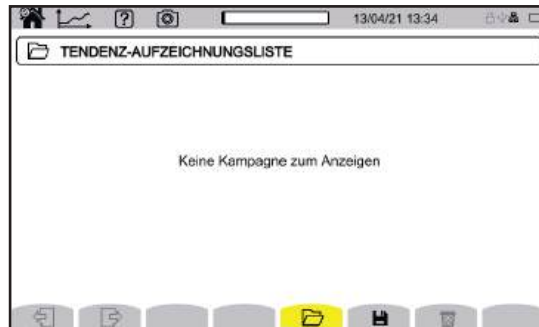 13/04/21 13:34
TENDENZ-AUFZEICHNUNGSLISTE
Keine Kampagne zum Anzeigen